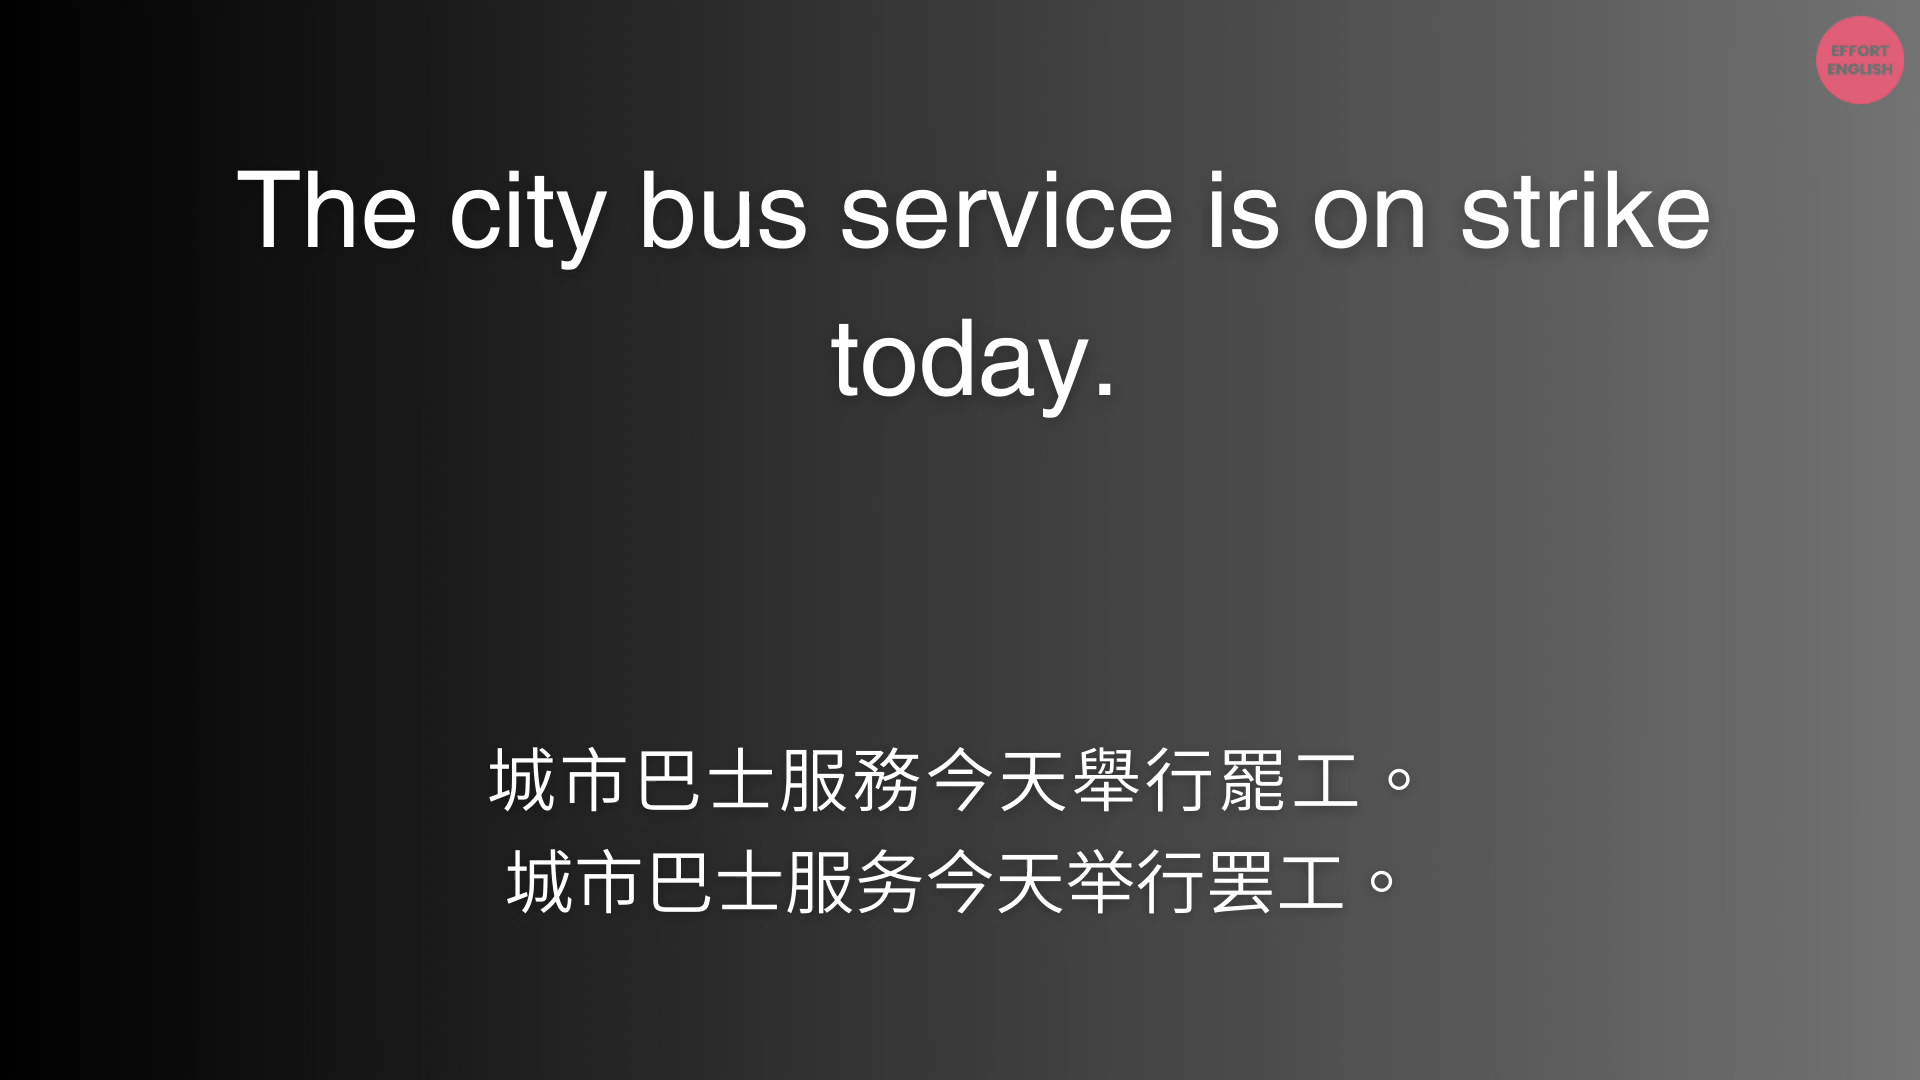 EFFORT
ENGLISH
The city bus service is on strike
today.
城市巴士服務今天舉行罷工。
城市巴士服务今天举行罢工。